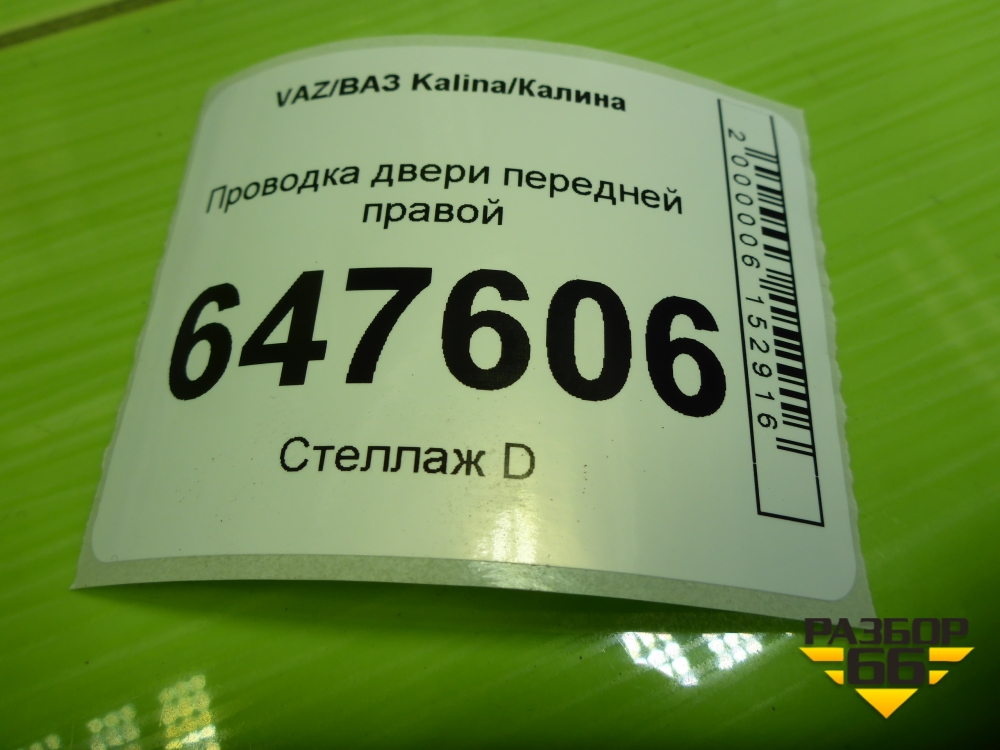 VAZ/ВАЗ Kalina/Калина
Проводка двери передней
правой
647606
Стеллаж D
2000006152916
РАЗБОР
66